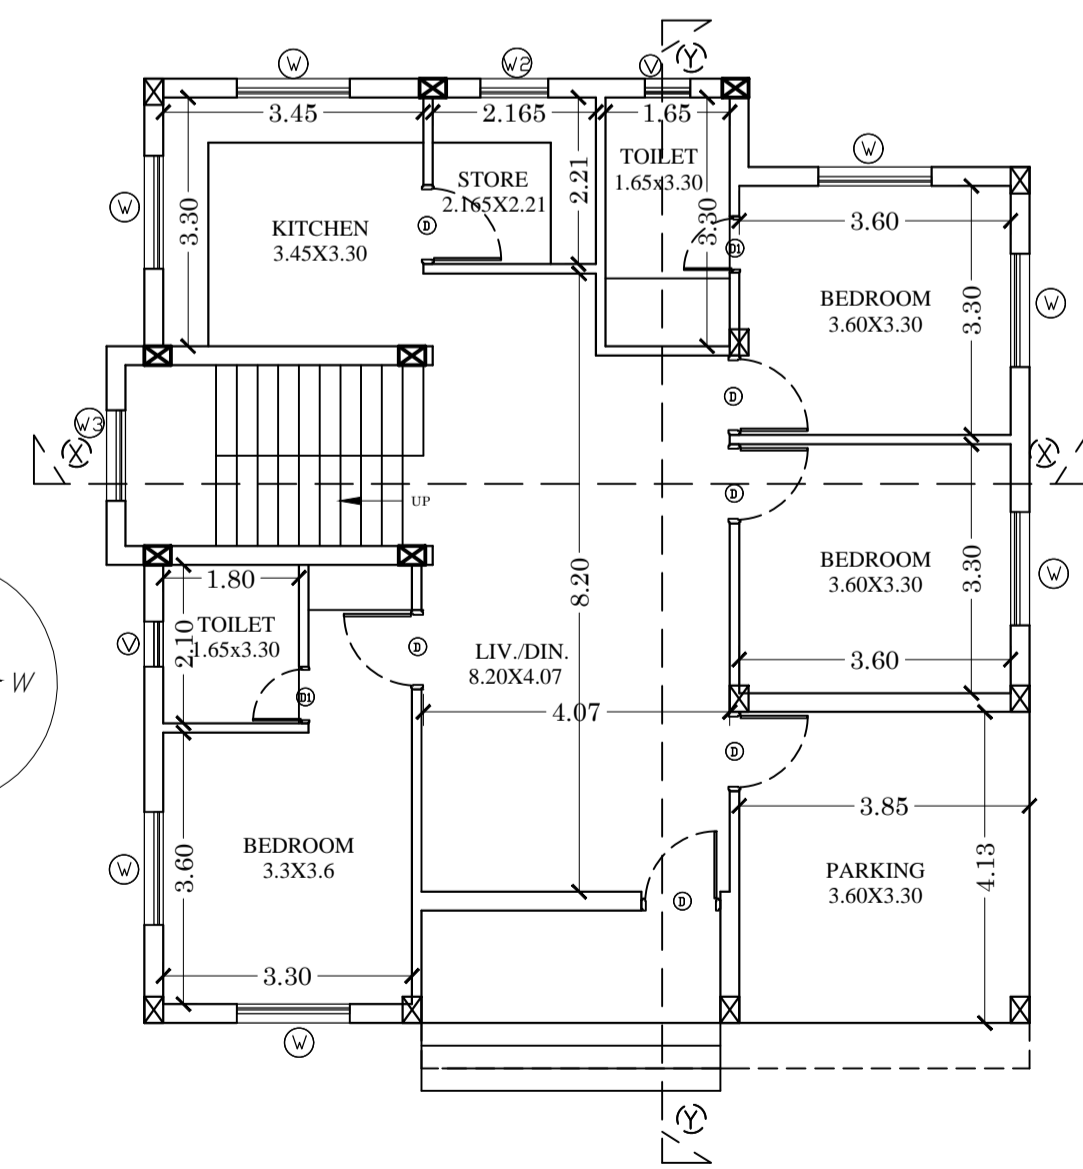 Y
W
W2
V
3.45
2.165
1.65
W
TOILET
1.65x3.30
STORE
2.165X2.21
2.21
W
3.30
KITCHEN
3.45X3.30
D
3.30
D1
3.60
BEDROOM
3.60X3.30
3.30
W
D
W3
X
X
UP
D
1.80
8.20
BEDROOM
3.60X3.30
3.30
W
V
2.10
TOILET
1.65x3.30
D
LIV./DIN.
8.20X4.07
3.60
W
D1
4.07
D
3.85
BEDROOM
3.3X3.6
3.60
W
PARKING
3.60X3.30
4.13
D
3.30
W
Y